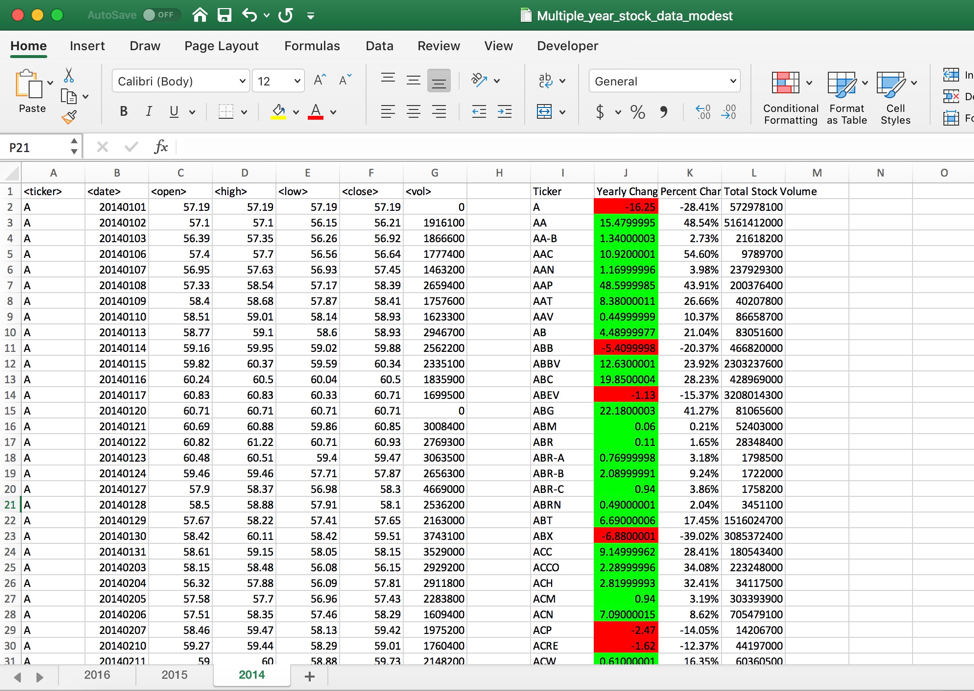 AutoSave OFF Multiple_year_stock_data_modest
Home Insert Draw Page Layout Formulas Data Review View Developer
Paste Calibri (Body) 12 A^ A˅ ab General Conditional Formatting Format as Table Cell Styles In De Fo
B I U A $ % 9 .0 .00 .00 .0
P21 fx
A B C D E F G H I J K L M N O
1 <ticker> <date> <open> <high> <low> <close> <vol> Ticker Yearly Chang Percent Char Total Stock Volume
2 A 20140101 57.19 57.19 57.19 57.19 0 A -16.25 -28.41% 572978100
3 A 20140102 57.1 57.1 56.15 56.21 1916100 AA 15.4799995 48.54% 5161412000
4 A 20140103 56.39 57.35 56.26 56.92 1866600 AA-B 1.34000003 2.73% 21618200
5 A 20140106 57.4 57.7 56.56 56.64 1777400 AAC 10.9200001 54.60% 9789700
6 A 20140107 56.95 57.63 56.93 57.45 1463200 AAN 1.16999996 3.98% 237929300
7 A 20140108 57.33 58.54 57.17 58.39 2659400 AAP 48.5999985 43.91% 200376400
8 A 20140109 58.4 58.68 57.87 58.41 1757600 AAT 8.38000011 26.66% 40207800
9 A 20140110 58.51 59.01 58.14 58.93 1623300 AAV 0.44999999 10.37% 86658700
10 A 20140113 58.77 59.1 58.6 58.93 2946700 AB 4.48999977 21.04% 83051600
11 A 20140114 59.16 59.95 59.02 59.88 2562200 ABB -5.4099998 -20.37% 466820000
12 A 20140115 59.82 60.37 59.59 60.34 2335100 ABBV 12.6300001 23.92% 2303237600
13 A 20140116 60.24 60.5 60.04 60.5 1835900 ABC 19.8500004 28.23% 428969000
14 A 20140117 60.83 60.83 60.33 60.71 1699500 ABEV -1.13 -15.37% 3208014300
15 A 20140120 60.71 60.71 60.71 60.71 0 ABG 22.1800003 41.27% 81065600
16 A 20140121 60.69 60.88 59.86 60.85 3008400 ABM 0.06 0.21% 52403000
17 A 20140122 60.82 61.22 60.71 60.93 2769300 ABR 0.11 1.65% 28348400
18 A 20140123 60.48 60.51 59.4 59.47 3063500 ABR-A 0.76999998 3.18% 1798500
19 A 20140124 59.46 59.46 57.71 57.87 2656300 ABR-B 2.08999991 9.24% 1722000
20 A 20140127 57.9 58.37 56.98 58.3 4669000 ABR-C 0.94 3.86% 1758200
21 A 20140128 58.5 58.88 57.91 58.1 2536200 ABRN 0.49000001 2.04% 3451100
22 A 20140129 57.67 58.22 57.41 57.65 2163000 ABT 6.69000006 17.45% 1516024700
23 A 20140130 58.42 60.11 58.42 59.51 3743100 ABX -6.8800001 -39.02% 3085372400
24 A 20140131 58.61 59.15 58.05 58.15 3529000 ACC 9.14999962 28.41% 180543400
25 A 20140203 58.15 58.48 56.08 56.15 2929200 ACCO 2.28999996 34.08% 223248000
26 A 20140204 56.32 57.88 56.09 57.81 2911800 ACH 2.81999993 32.41% 34117500
27 A 20140205 57.58 57.7 56.96 57.43 2283800 ACM 0.94 3.19% 303393900
28 A 20140206 57.51 58.35 57.46 58.29 1609400 ACN 7.09000015 8.62% 705479100
29 A 20140207 58.46 59.47 58.13 59.42 1975200 ACP -2.47 -14.05% 14206700
30 A 20140210 59.27 59.44 58.29 59.01 1760400 ACRE -1.62 -12.37% 44197000
31 A 20140211 59 60 58.88 59.73 2148200 ACW 0.61000001 16.35% 60360500
2016 2015 2014 +